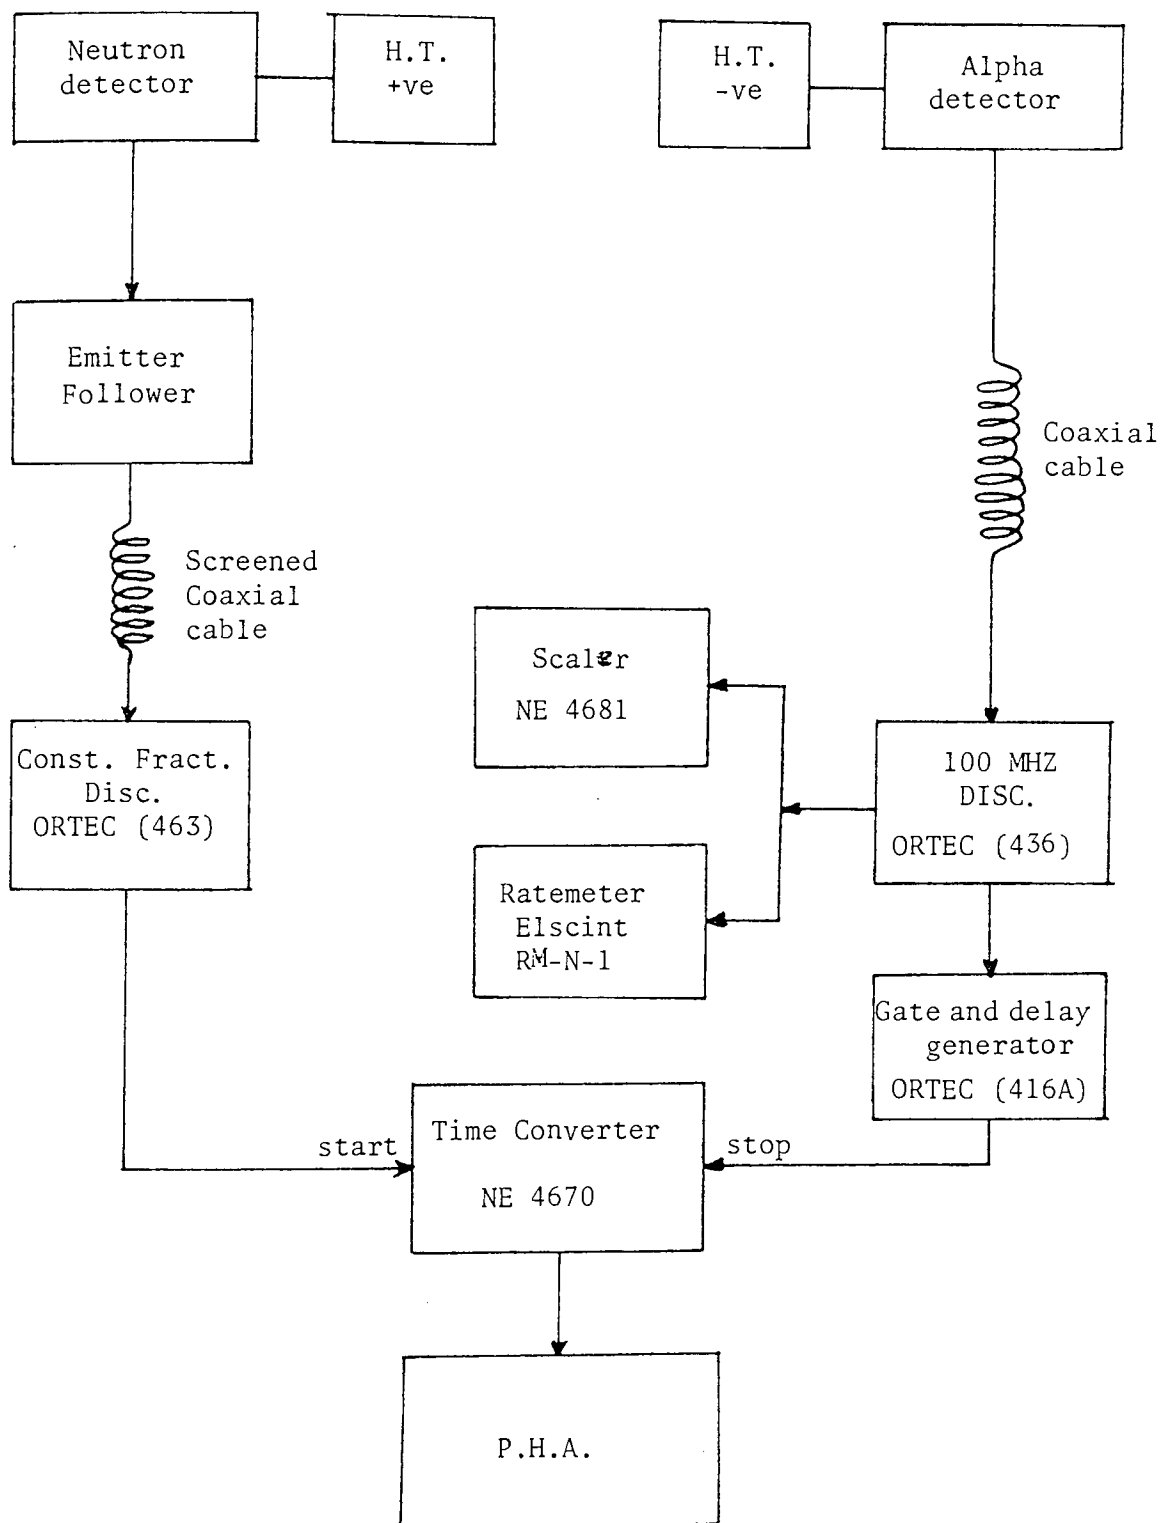 Neutron
detector
H.T.
+ve
H.T.
-ve
Alpha
detector
Emitter
Follower
Coaxial
cable
Screened
Coaxial
cable
Scaler
NE 4681
Const. Fract.
Disc.
ORTEC (463)
100 MHZ
DISC.
ORTEC (436)
Ratemeter
Elscint
RM-N-1
Gate and delay
generator
ORTEC (416A)
start
Time Converter
NE 4670
stop
P.H.A.